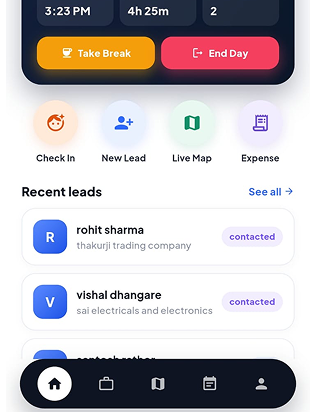 3:23 PM 4h 25m 2
Take Break End Day
Check In New Lead Live Map Expense
Recent leads See all →
R rohit sharma contacted
thakurji trading company
V vishal dhangare contacted
sai electricals and electronics